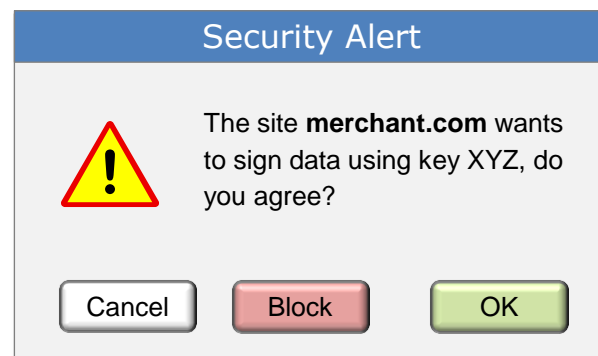 Security Alert
The site merchant.com wants
to sign data using key XYZ, do
you agree?
!
Cancel Block OK